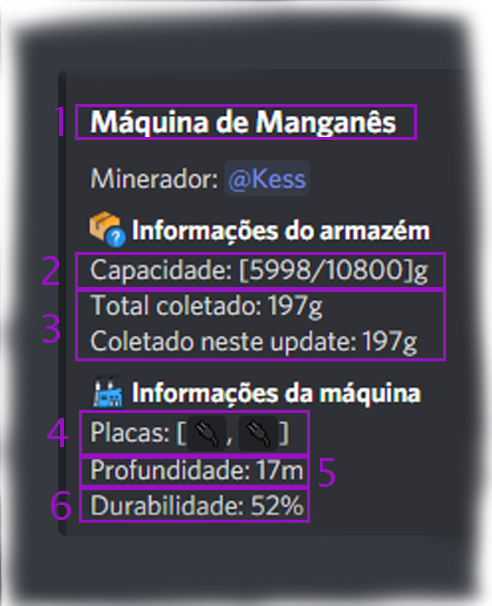 1 Máquina de Manganês
Minerador: @Kess
Informações do armazém
2 Capacidade: [5998/10800]g
3 Total coletado: 197g
Coletado neste update: 197g
Informações da máquina
4 Placas: [ , ]
Profundidade: 17m 5
6 Durabilidade: 52%